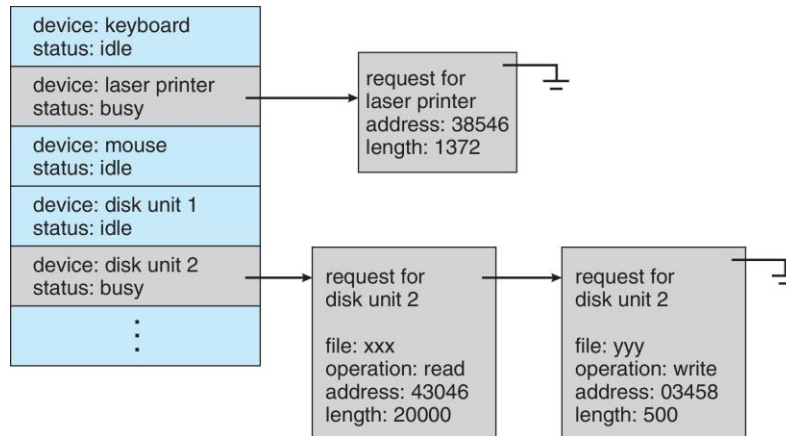 device: keyboard
status: idle
device: laser printer
status: busy
device: mouse
status: idle
device: disk unit 1
status: idle
device: disk unit 2
status: busy
request for
laser printer
address: 38546
length: 1372
request for
disk unit 2
file: xxx
operation: read
address: 43046
length: 20000
request for
disk unit 2
file: yyy
operation: write
address: 03458
length: 500